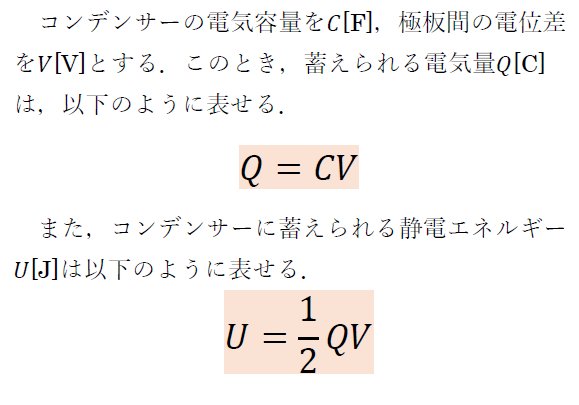 コンデンサーの電気容量をC[F]，極板間の電位差
をV[V]とする．このとき，蓄えられる電気量Q[C]
は，以下のように表せる．
Q = CV
また，コンデンサーに蓄えられる静電エネルギー
U[J]は以下のように表せる．
U = 1/2 QV